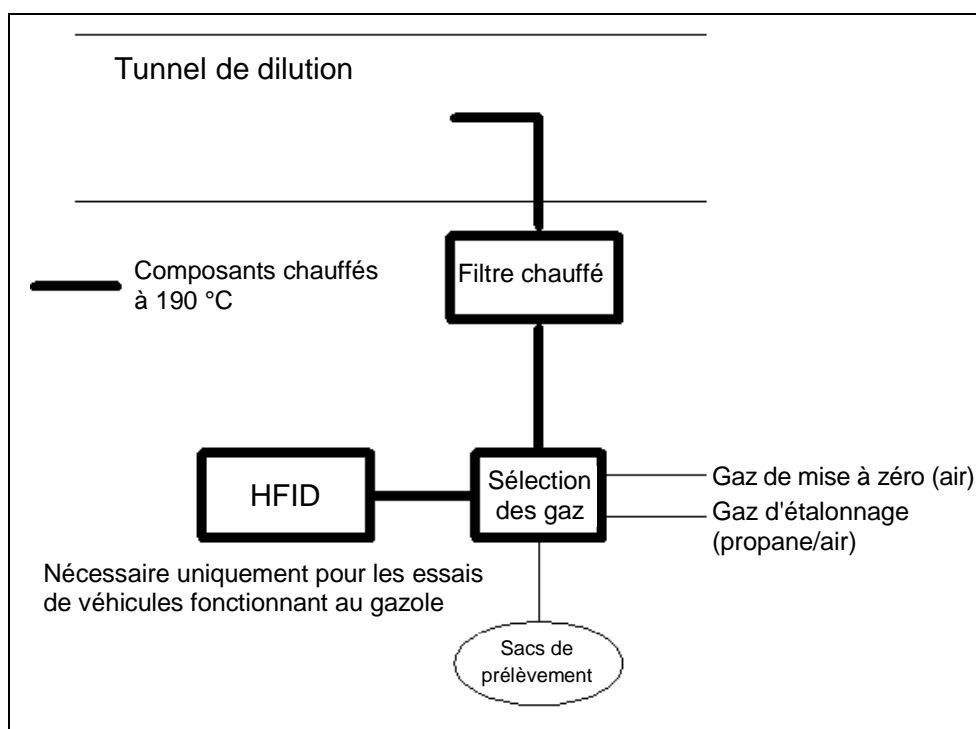 Tunnel de dilution
Composants chauffés
à 190 °C
Filtre chauffé
HFID
Sélection
des gaz
Gaz de mise à zéro (air)
Gaz d'étalonnage
(propane/air)
Nécessaire uniquement pour les essais
de véhicules fonctionnant au gazole
Sacs de
prélèvement